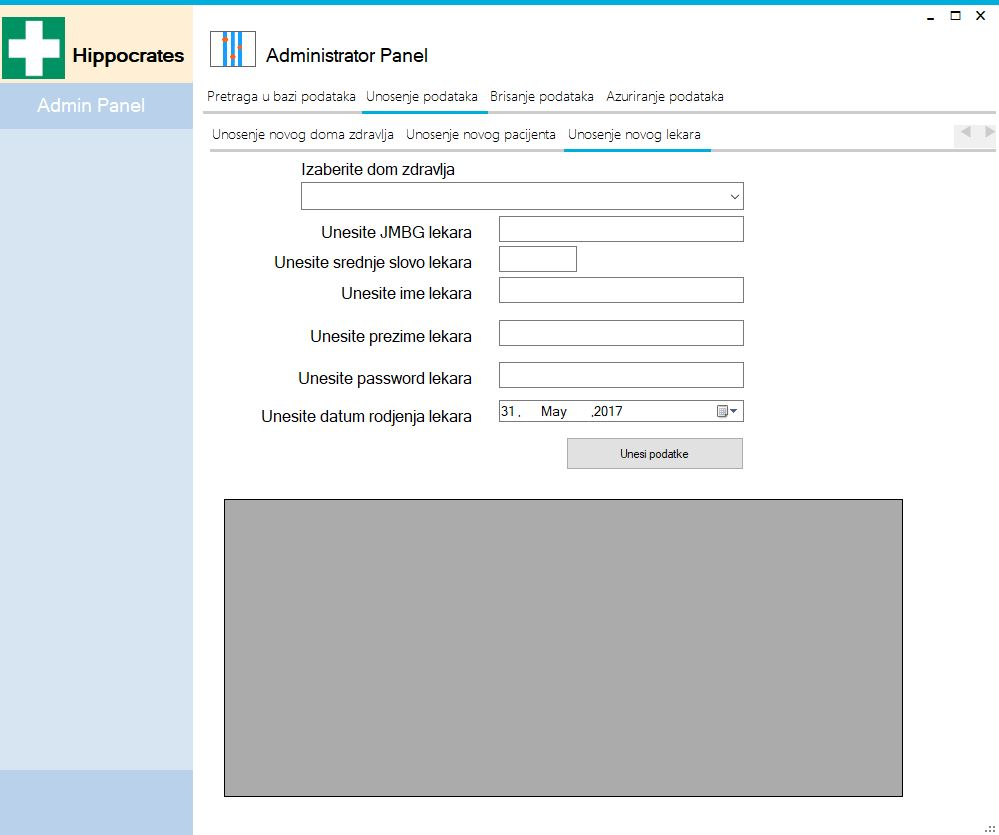 Hippocrates
Admin Panel
Administrator Panel
Pretraga u bazi podataka Unosenje podataka Brisanje podataka Azuriranje podataka
Unosenje novog doma zdravlja Unosenje novog pacijenta Unosenje novog lekara
Izaberite dom zdravlja
Unesite JMBG lekara
Unesite srednje slovo lekara
Unesite ime lekara
Unesite prezime lekara
Unesite password lekara
Unesite datum rodjenja lekara 31. May ,2017
Unesi podatke